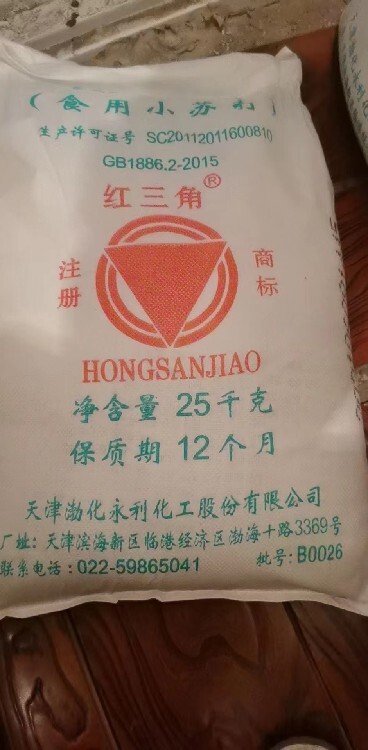 (食用小苏打)
生产许可证号 SC20112011600810
GB1886.2-2015
红三角®
注册 商标
HONGSANJIAO
净含量 25千克
保质期 12个月
天津渤化永利化工股份有限公司
厂址：天津滨海新区临港经济区渤海十路3369号
联系电话：022-59865041 批号：B0026